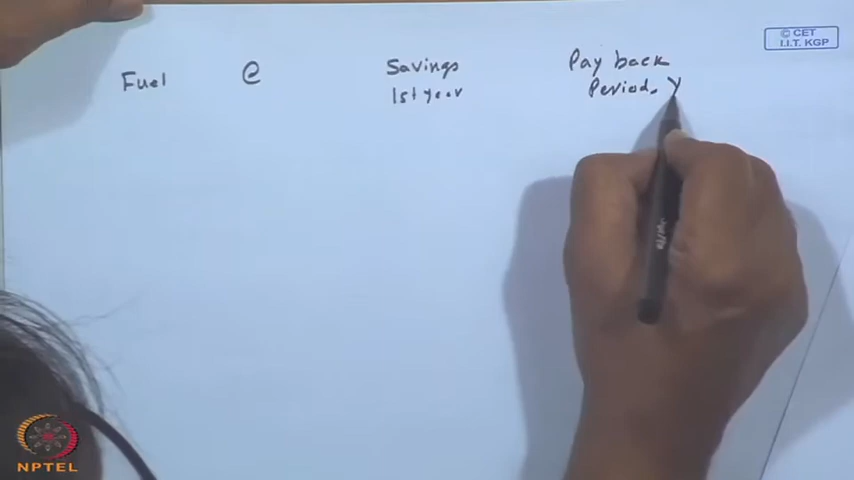 Fuel e Savings Pay back
1st year Period. Y
© CET
I.I.T. KGP
NPTEL